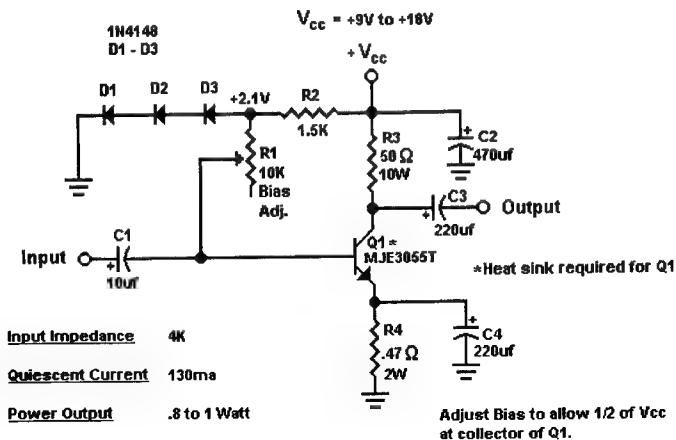 V_cc = +9V to +18V
1N4148
D1 - D3
+ V_cc
D1
D2
D3
+2.1V
R2
1.5K
R1
10K
Bias
Adj.
R3
50 Ω
10W
+
C2
470uf
C3
+
220uf
Output
Input
C1
+
10uf
Q1*
MJE3055T
*Heat sink required for Q1
R4
.47 Ω
2W
+
C4
220uf
Input Impedance 4K
Quiescent Current 130ma
Power Output .8 to 1 Watt
Adjust Bias to allow 1/2 of Vcc
at collector of Q1.